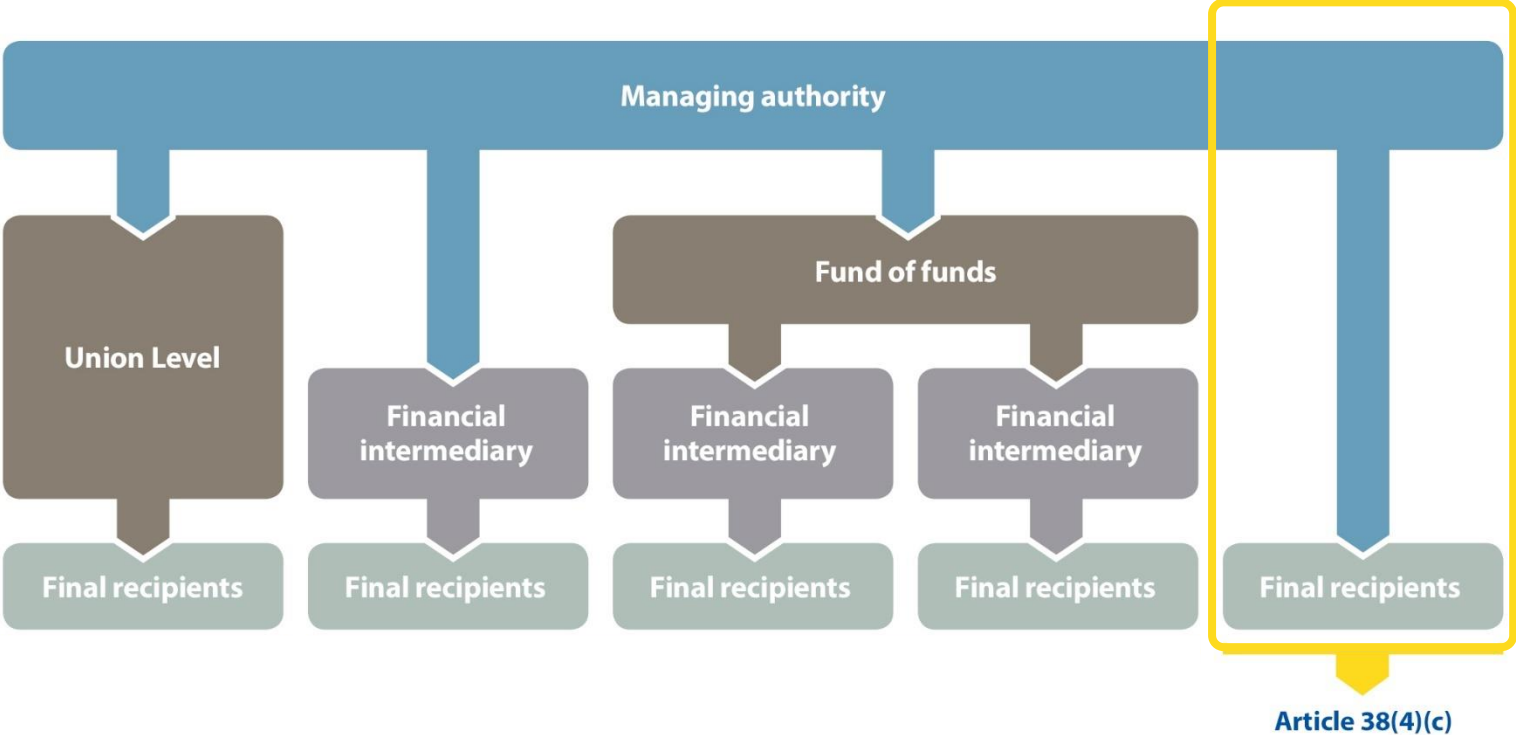 Managing authority
Fund of funds
Union Level
Financial
intermediary
Financial
intermediary
Financial
intermediary
Final recipients
Final recipients
Final recipients
Final recipients
Final recipients
Article 38(4)(c)